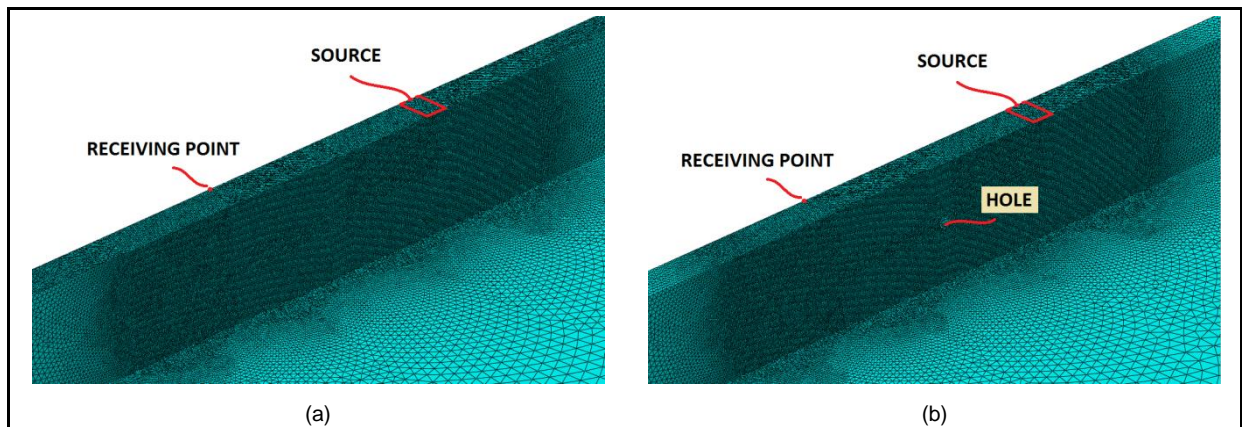 SOURCE
RECEIVING POINT
(a)
SOURCE
RECEIVING POINT
HOLE
(b)